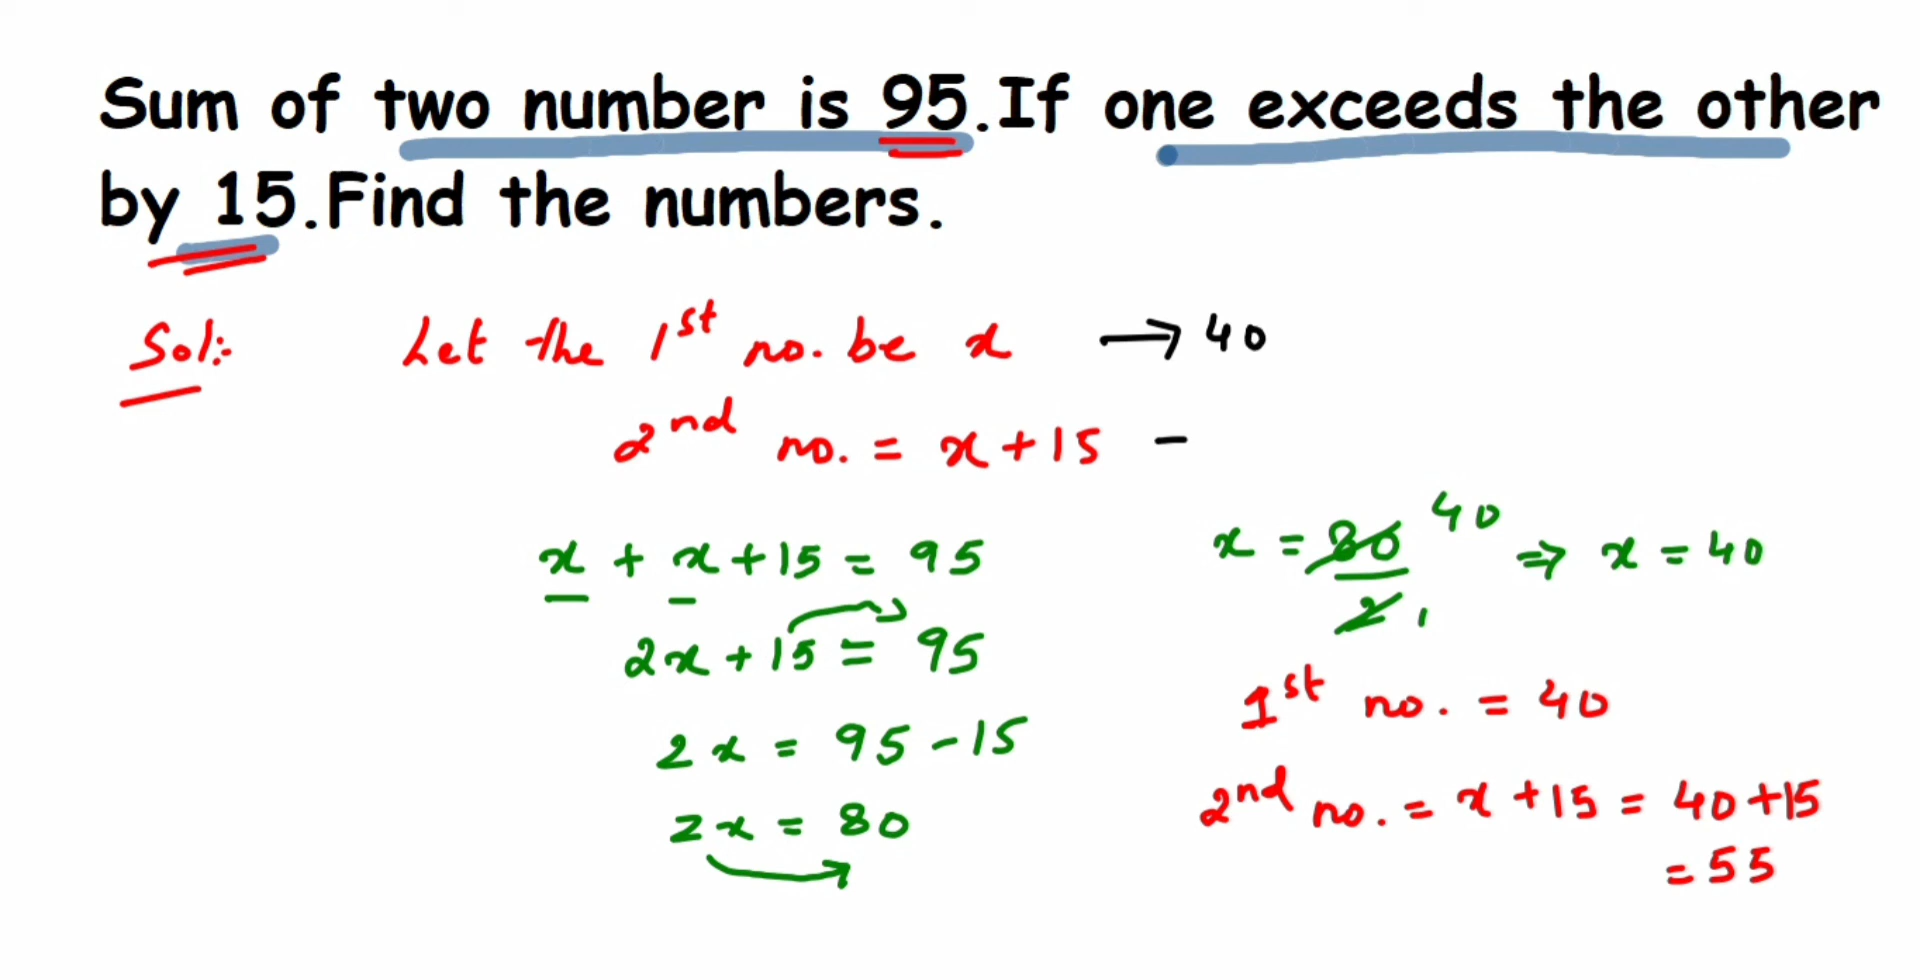 Sum of two number is 95.If one exceeds the other
by 15.Find the numbers.
Sol:- Let the 1st no. be x → 40
2nd no. = x + 15 -
x + x + 15 = 95
2x + 15 = 95
2x = 95 - 15
2x = 80
x = 80/2 40 1 ⇒ x = 40
1st no. = 40
2nd no. = x + 15 = 40 + 15
= 55